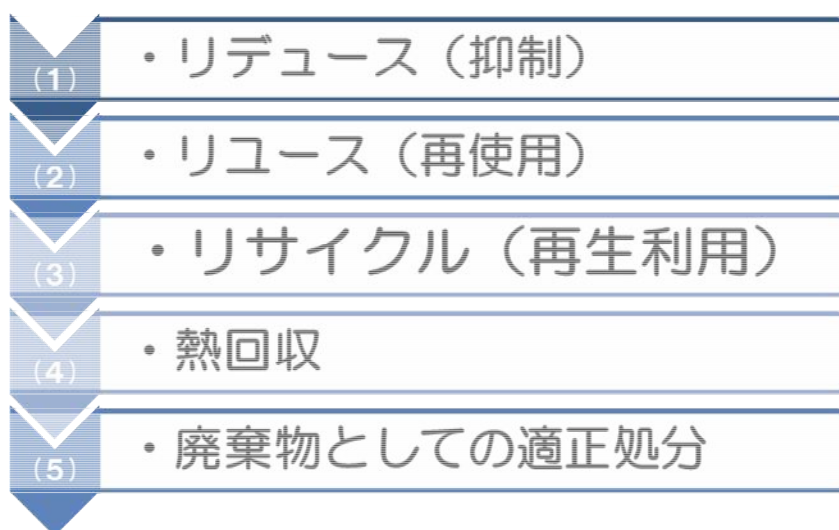 (1)
・リデュース（抑制）
(2)
・リユース（再使用）
(3)
・リサイクル（再生利用）
(4)
・熱回収
(5)
・廃棄物としての適正処分